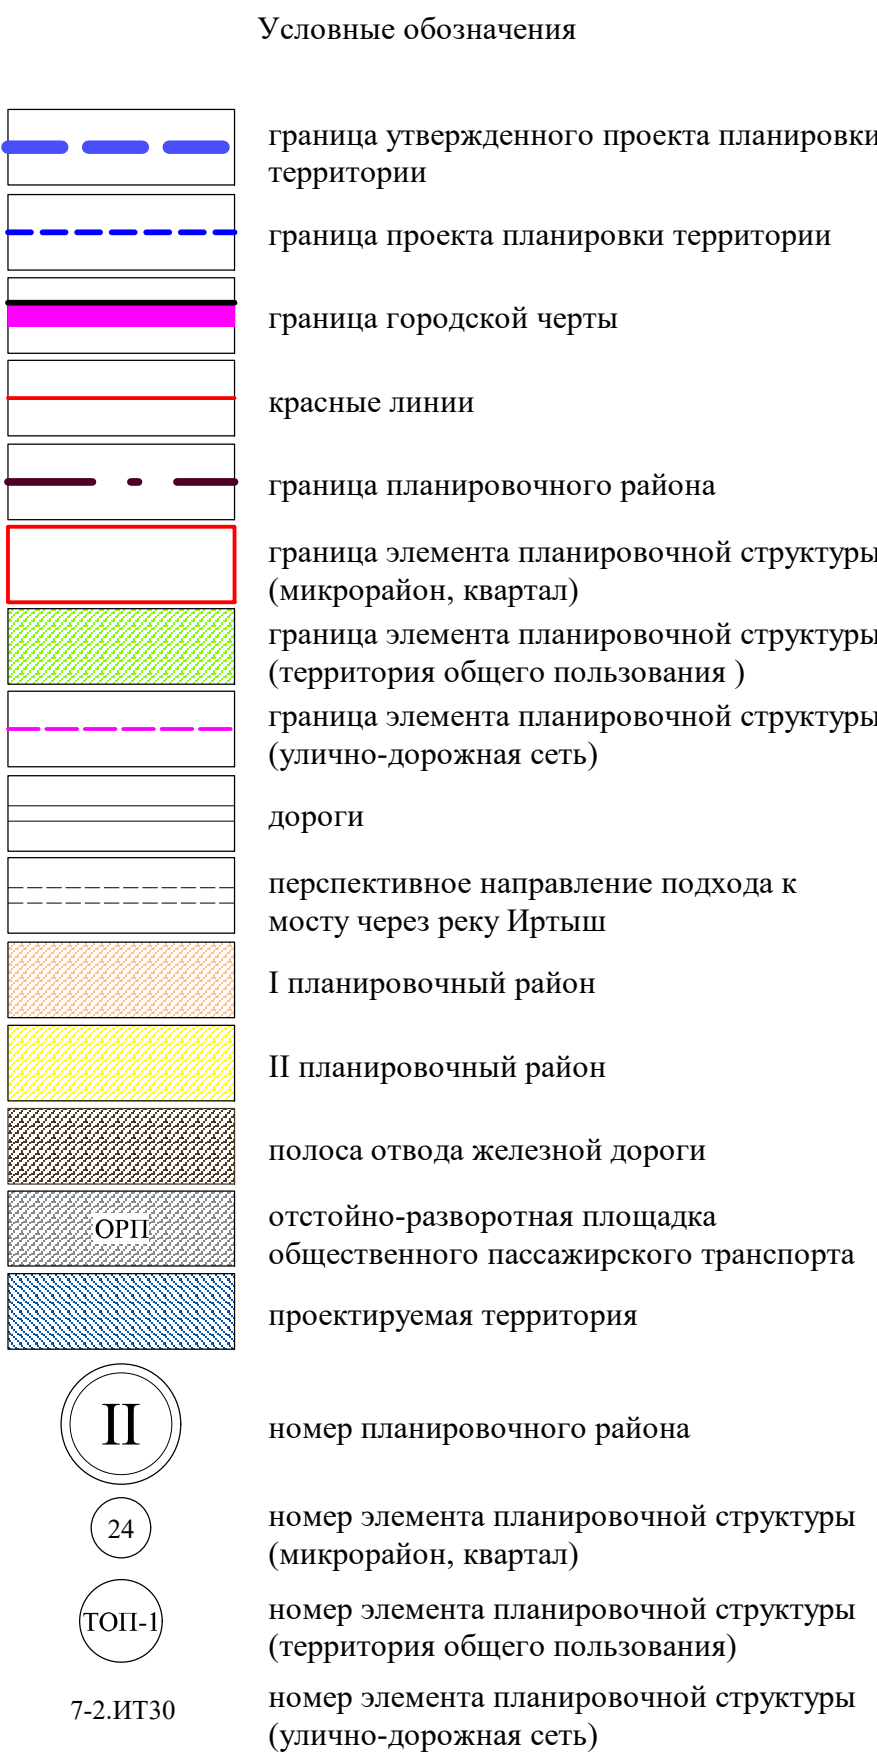 Условные обозначения
граница утвержденного проекта планировки
территории
граница проекта планировки территории
граница городской черты
красные линии
граница планировочного района
граница элемента планировочной структуры
(микрорайон, квартал)
граница элемента планировочной структуры
(территория общего пользования )
граница элемента планировочной структуры
(улично-дорожная сеть)
дороги
перспективное направление подхода к
мосту через реку Иртыш
I планировочный район
II планировочный район
полоса отвода железной дороги
ОРП
отстойно-разворотная площадка
общественного пассажирского транспорта
проектируемая территория
II
номер планировочного района
24
номер элемента планировочной структуры
(микрорайон, квартал)
ТОП-1
номер элемента планировочной структуры
(территория общего пользования)
7-2.ИТ30
номер элемента планировочной структуры
(улично-дорожная сеть)